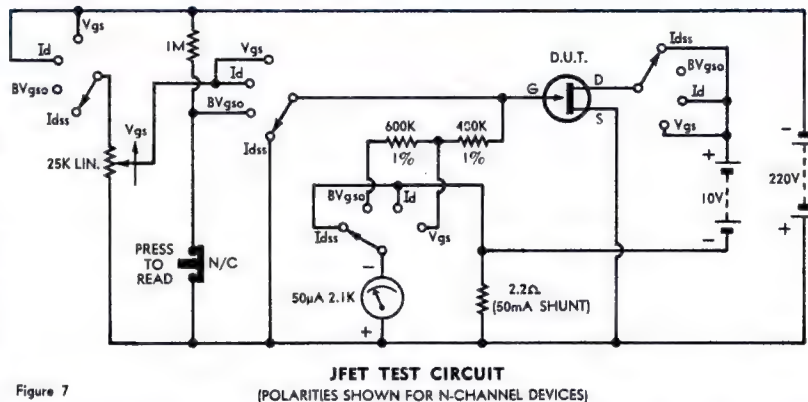 Vgs
Id
BVgso
Idss
25K LIN.
Vgs
1M
Vgs
Id
BVgso
Idss
PRESS
TO
READ
N/C
600K
1%
400K
1%
BVgso
Id
Idss
Vgs
50μA 2.1K
2.2Ω
(50mA SHUNT)
D.U.T.
G
D
S
Idss
BVgso
Id
Vgs
10V
220V
JFET TEST CIRCUIT
(POLARITIES SHOWN FOR N-CHANNEL DEVICES)
Figure 7